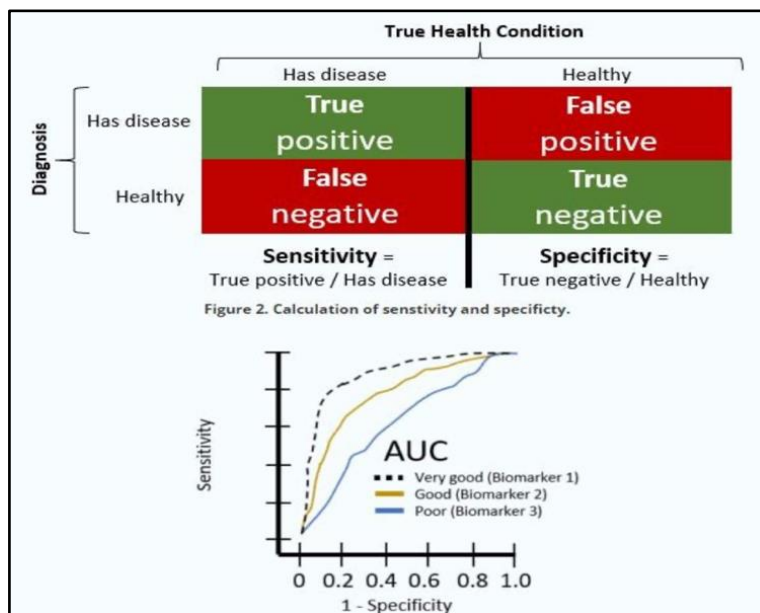 True Health Condition
Has disease
Healthy
Diagnosis
Has disease
True
positive
False
positive
Healthy
False
negative
True
negative
Sensitivity =
True positive / Has disease
Specificity =
True negative / Healthy
Figure 2. Calculation of senstivity and specificty.
Sensitivity
AUC
Very good (Biomarker 1)
Good (Biomarker 2)
Poor (Biomarker 3)
0 0.2 0.4 0.6 0.8 1.0
1 - Specificity